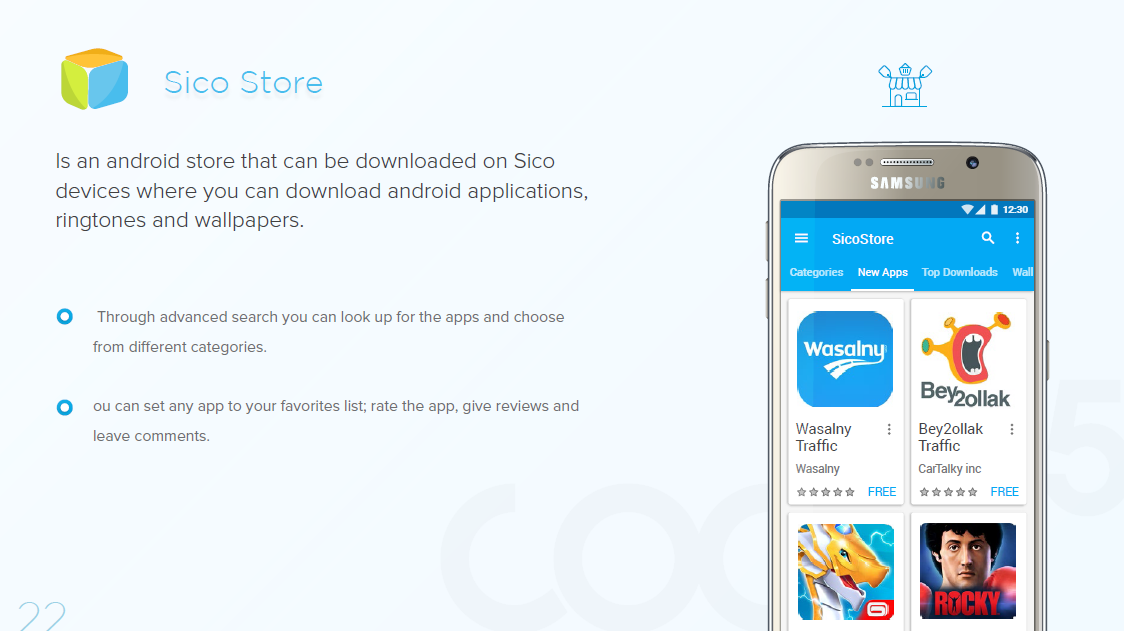 Sico Store
Is an android store that can be downloaded on Sico
devices where you can download android applications,
ringtones and wallpapers.
Through advanced search you can look up for the apps and choose
from different categories.
ou can set any app to your favorites list; rate the app, give reviews and
leave comments.
22
SAMSUNG
12:30
SicoStore
Categories New Apps Top Downloads Wall
Wasalny
Bey2ollak
Wasalny
Traffic
Wasalny
FREE
Bey2ollak
Traffic
CarTalky inc
FREE
ROCKY